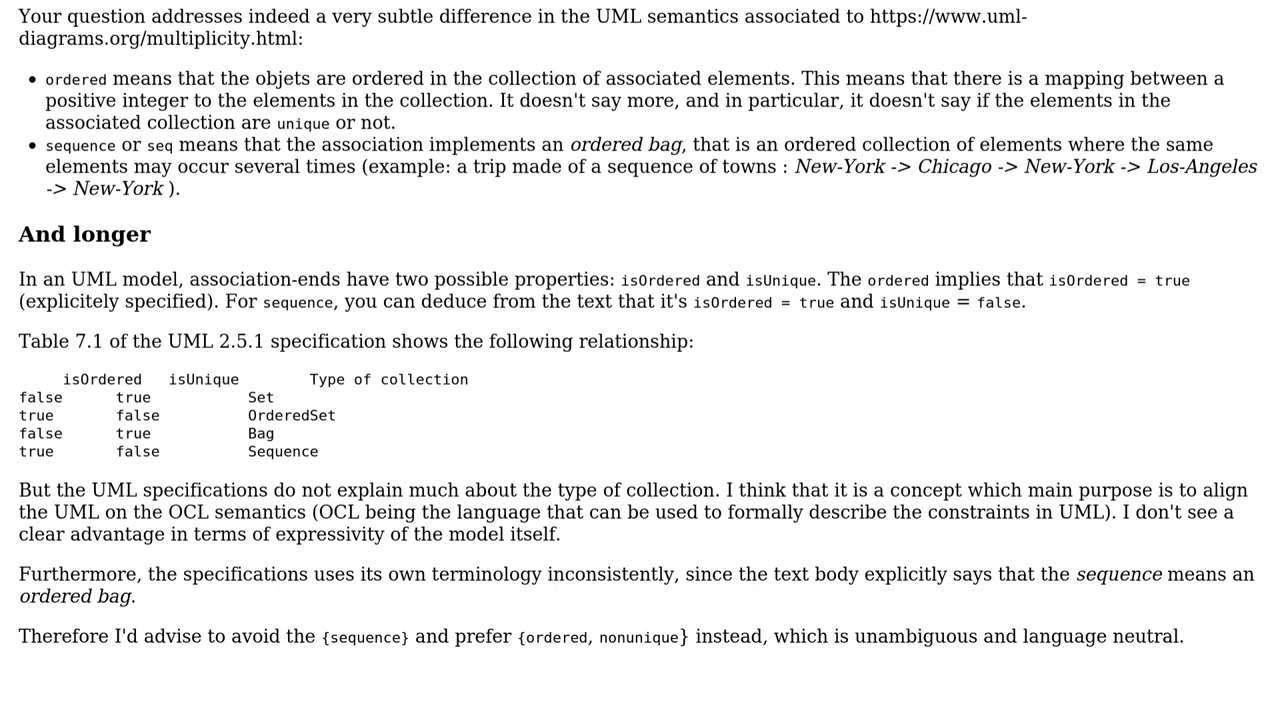 Your question addresses indeed a very subtle difference in the UML semantics associated to https://www.uml-
diagrams.org/multiplicity.html:
• ordered means that the objets are ordered in the collection of associated elements. This means that there is a mapping between a
positive integer to the elements in the collection. It doesn't say more, and in particular, it doesn't say if the elements in the
associated collection are unique or not.
• sequence or seq means that the association implements an ordered bag, that is an ordered collection of elements where the same
elements may occur several times (example: a trip made of a sequence of towns : New-York -> Chicago -> New-York -> Los-Angeles
-> New-York ).
And longer
In an UML model, association-ends have two possible properties: isOrdered and isUnique. The ordered implies that isOrdered = true
(explicitely specified). For sequence, you can deduce from the text that it's isOrdered = true and isUnique = false.
Table 7.1 of the UML 2.5.1 specification shows the following relationship:
isOrdered isUnique Type of collection
false true Set
true false OrderedSet
false true Bag
true false Sequence
But the UML specifications do not explain much about the type of collection. I think that it is a concept which main purpose is to align
the UML on the OCL semantics (OCL being the language that can be used to formally describe the constraints in UML). I don't see a
clear advantage in terms of expressivity of the model itself.
Furthermore, the specifications uses its own terminology inconsistently, since the text body explicitly says that the sequence means an
ordered bag.
Therefore I'd advise to avoid the {sequence} and prefer {ordered, nonunique} instead, which is unambiguous and language neutral.